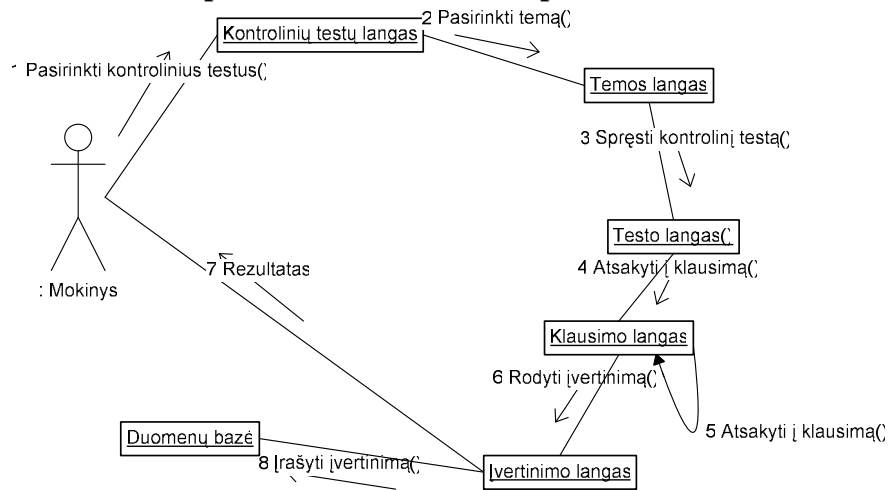 2 Pasirinkti temą()
Kontrolinių testų langas
Pasirinkti kontrolinius testus()
Temos langas
3 Spręsti kontrolinį testą()
Testo langas()
4 Atsakyti į klausimą()
7 Rezultatas
: Mokinys
Klausimo langas
6 Rodyti įvertinimą()
5 Atsakyti į klausimą()
Duomenų bazė
8 Įrašyti įvertinimą()
Įvertinimo langas